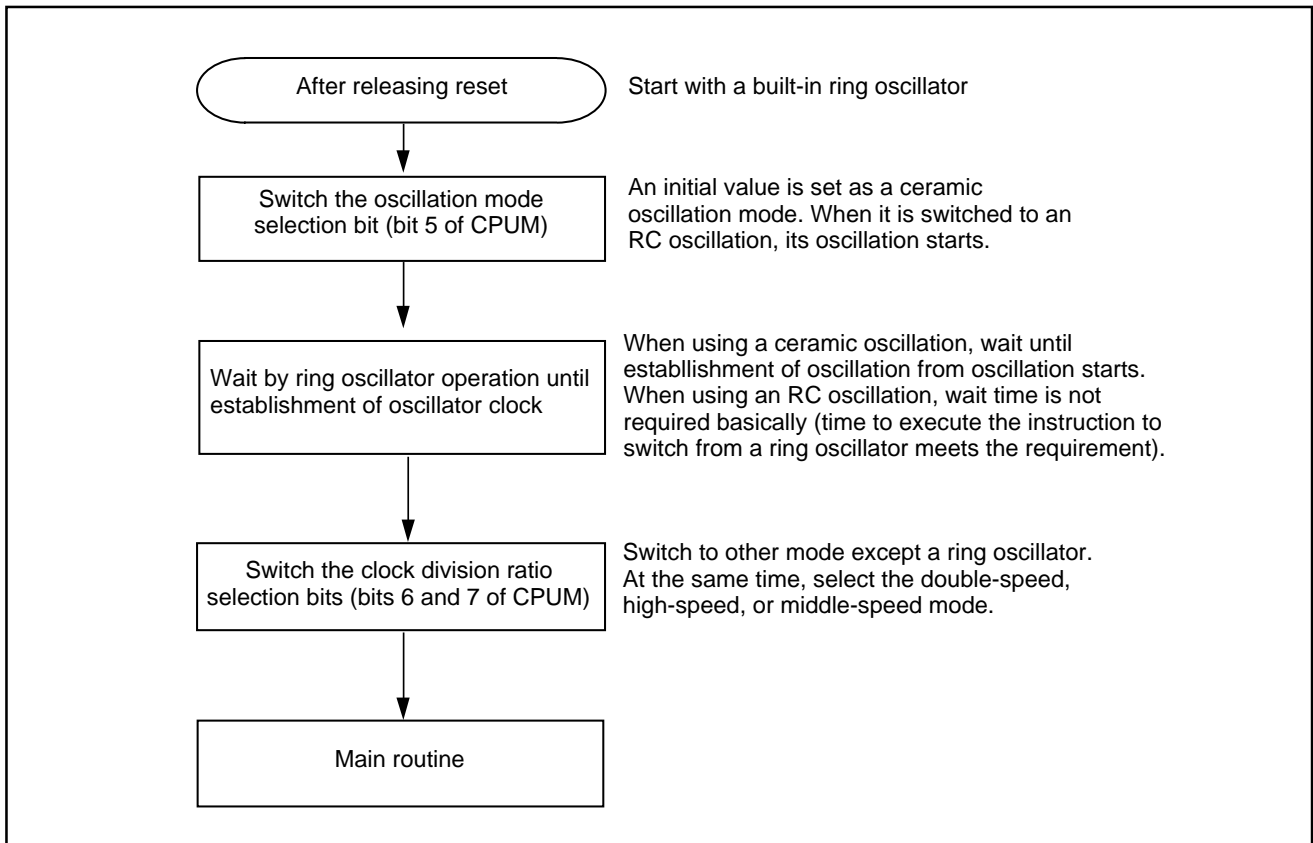 After releasing reset
Start with a built-in ring oscillator
Switch the oscillation mode
selection bit (bit 5 of CPUM)
An initial value is set as a ceramic
oscillation mode. When it is switched to an
RC oscillation, its oscillation starts.
Wait by ring oscillator operation until
establishment of oscillator clock
When using a ceramic oscillation, wait until
establlishment of oscillation from oscillation starts.
When using an RC oscillation, wait time is not
required basically (time to execute the instruction to
switch from a ring oscillator meets the requirement).
Switch the clock division ratio
selection bits (bits 6 and 7 of CPUM)
Switch to other mode except a ring oscillator.
At the same time, select the double-speed,
high-speed, or middle-speed mode.
Main routine